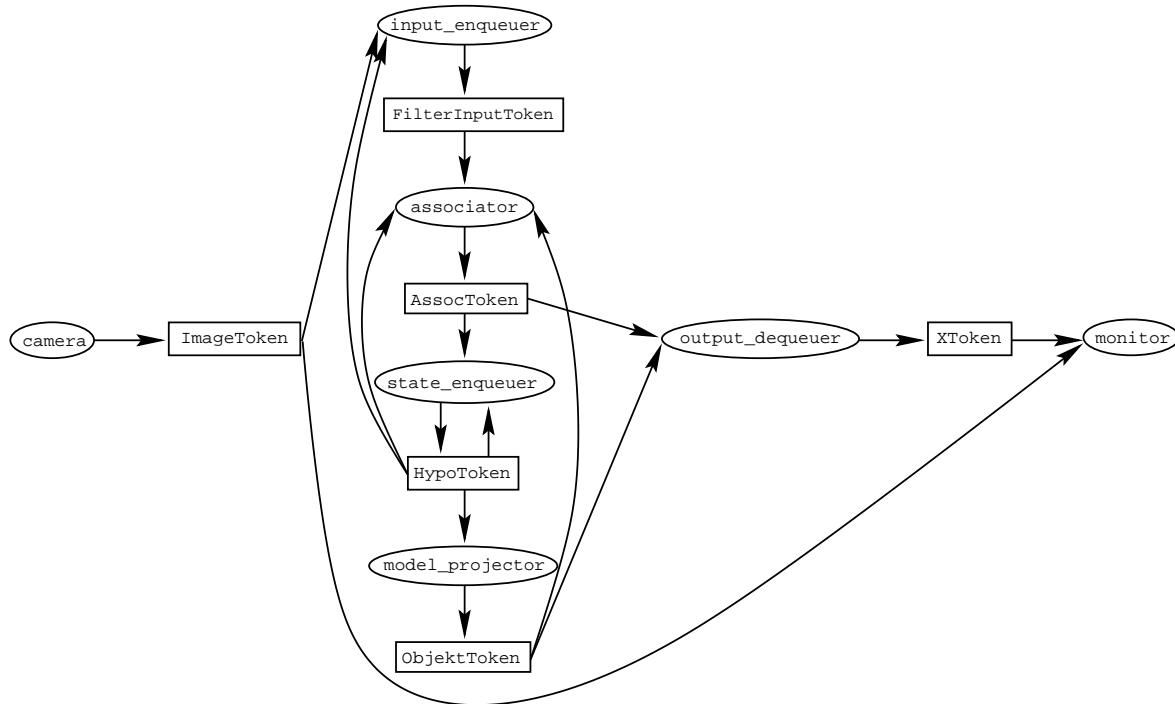 input_enqueuer
FilterInputToken
associator
AssocToken
camera
ImageToken
output_dequeuer
XToken
monitor
state_enqueuer
HypoToken
model_projector
ObjektToken